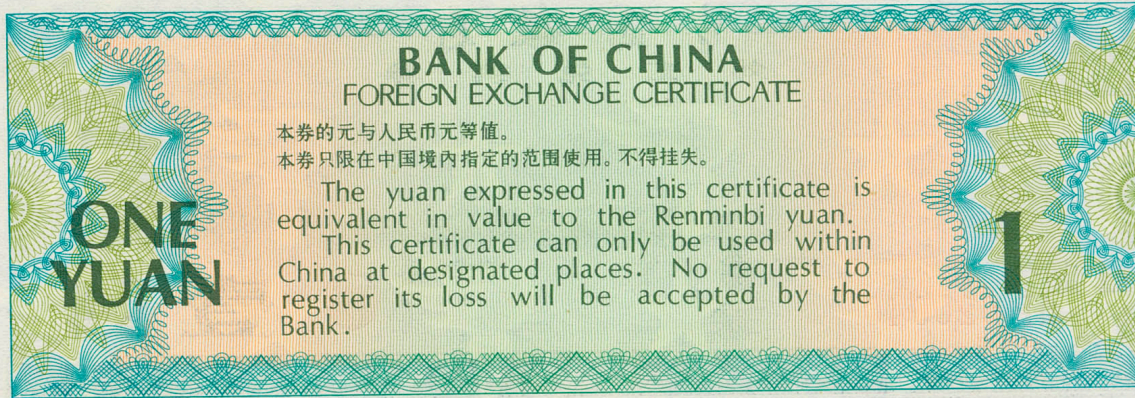 BANK OF CHINA
FOREIGN EXCHANGE CERTIFICATE
本券的元与人民币元等值。
本券只限在中国境内指定的范围使用。不得挂失。
The yuan expressed in this certificate is
equivalent in value to the Renminbi yuan.
This certificate can only be used within
China at designated places. No request to
register its loss will be accepted by the
Bank.
ONE
YUAN
1